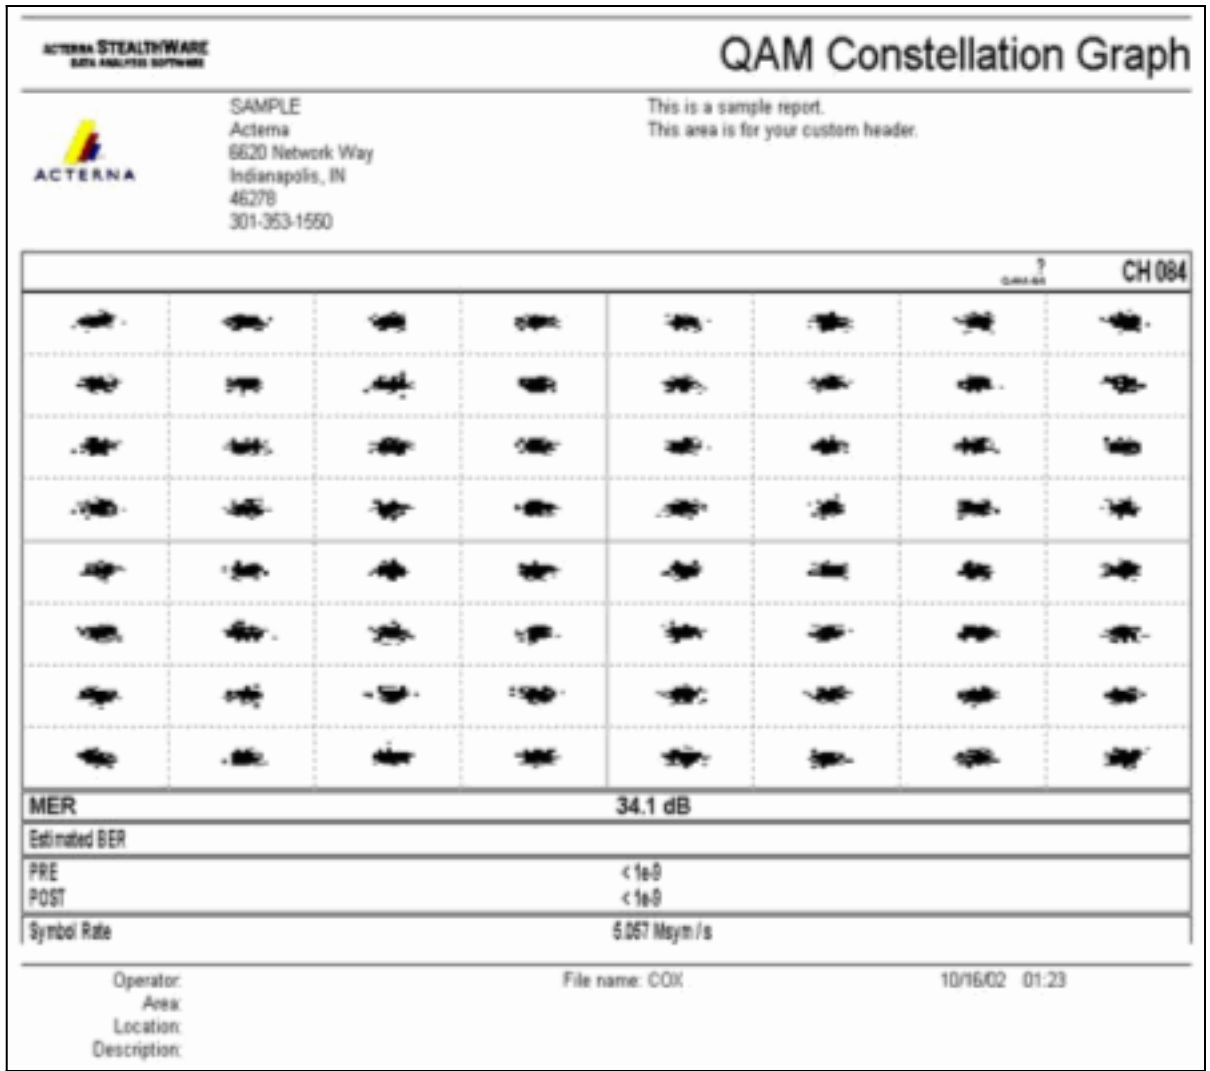 ACTERNA STEALTHWARE
DATA ANALYSIS SOFTWARE
QAM Constellation Graph
ACTERNA
SAMPLE
Acterna
6620 Network Way
Indianapolis, IN
46278
301-353-1550
This is a sample report.
This area is for your custom header.
?
CH 084
MER 34.1 dB
Estimated BER
PRE < 1e-9
POST < 1e-9
Symbol Rate 5.057 Msym / s
Operator: File name: COX 10/16/02 01:23
Area:
Location:
Description: